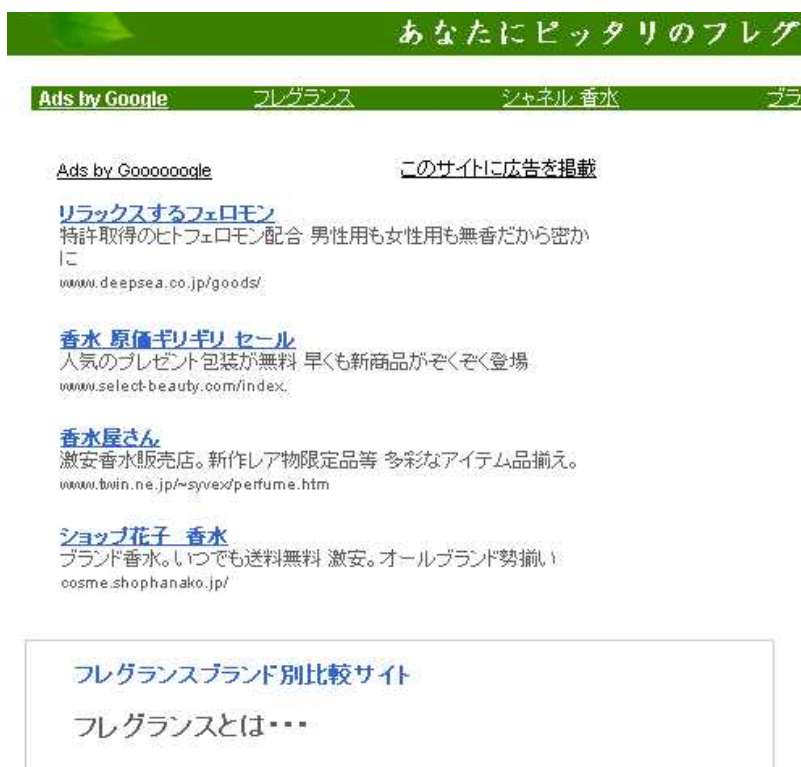 あなたにピッタリのフレグ
Ads by Google フレグランス シャネル 香水 ブラ
Ads by Goooooogle このサイトに広告を掲載
リラックスするフェロモン
特許取得のヒトフェロモン配合 男性用も女性用も無香だから密か
に
www.deepsea.co.jp/goods/
香水 原価ギリギリ セール
人気のプレゼント包装が無料 早くも新商品がぞくぞく登場
www.select-beauty.com/index.
香水屋さん
激安香水販売店。新作レア物限定品等 多彩なアイテム品揃え。
www.twin.ne.jp/~syvex/perfume.htm
ショップ花子 香水
ブランド香水。いつでも送料無料 激安。オールブランド勢揃い
cosme.shophanako.jp/
フレグランスブランド別比較サイト
フレグランスとは・・・